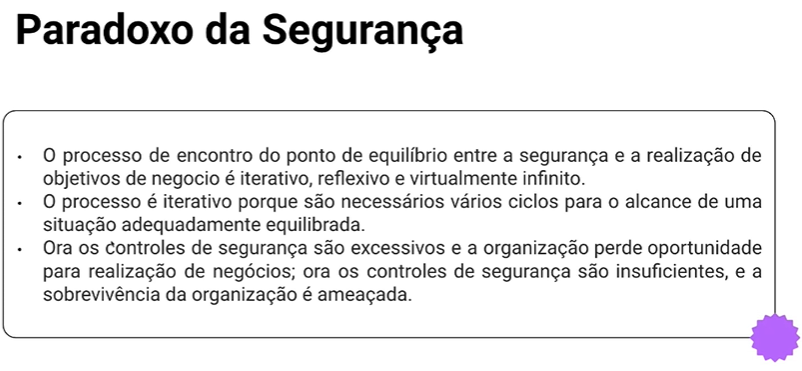 Paradoxo da Segurança
• O processo de encontro do ponto de equilíbrio entre a segurança e a realização de
objetivos de negocio é iterativo, reflexivo e virtualmente infinito.
• O processo é iterativo porque são necessários vários ciclos para o alcance de uma
situação adequadamente equilibrada.
• Ora os controles de segurança são excessivos e a organização perde oportunidade
para realização de negócios; ora os controles de segurança são insuficientes, e a
sobrevivência da organização é ameaçada.